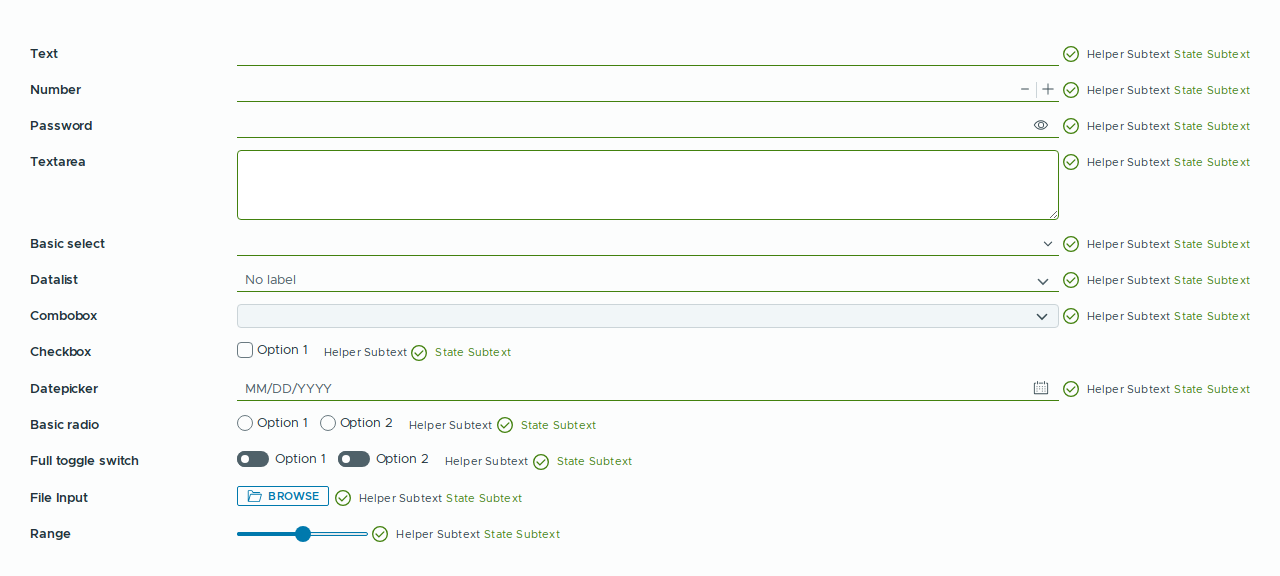 Text Helper Subtext State Subtext
Number Helper Subtext State Subtext
Password Helper Subtext State Subtext
Textarea Helper Subtext State Subtext
Basic select Helper Subtext State Subtext
Datalist No label Helper Subtext State Subtext
Combobox Helper Subtext State Subtext
Checkbox Option 1 Helper Subtext State Subtext
Datepicker MM/DD/YYYY Helper Subtext State Subtext
Basic radio Option 1 Option 2 Helper Subtext State Subtext
Full toggle switch Option 1 Option 2 Helper Subtext State Subtext
File Input BROWSE Helper Subtext State Subtext
Range Helper Subtext State Subtext